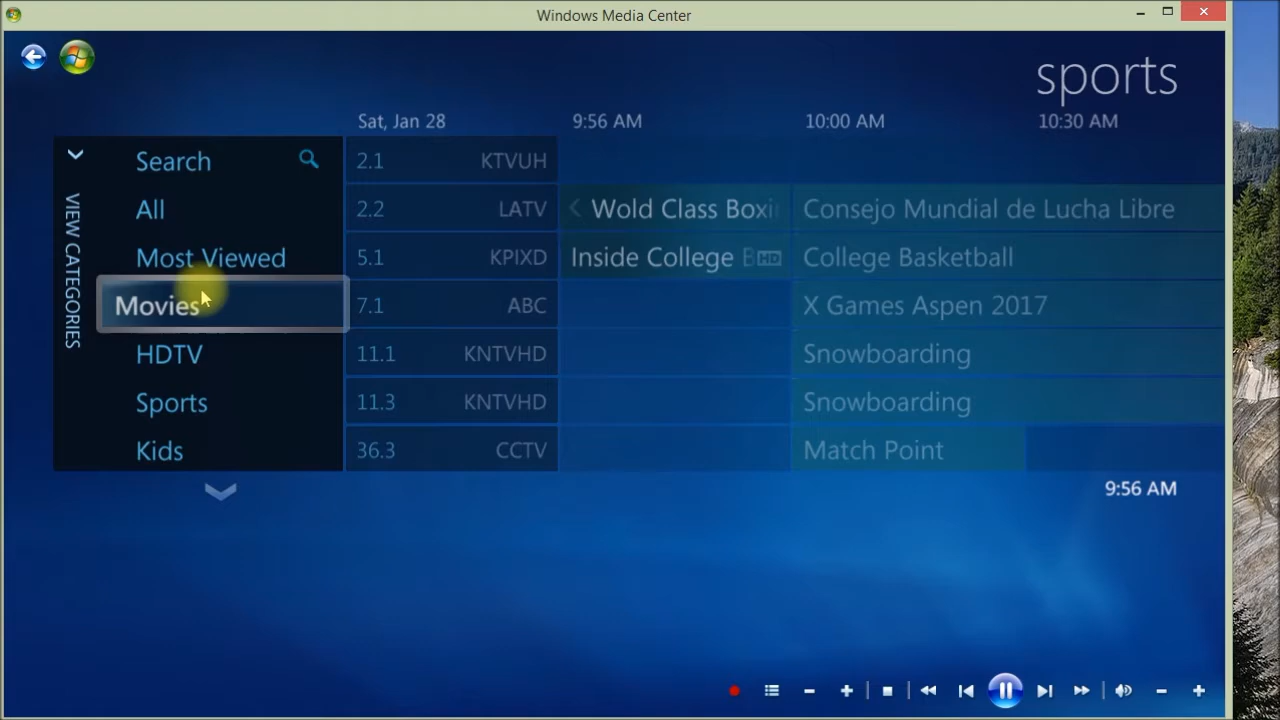 Windows Media Center
sports
Sat, Jan 28 9:56 AM 10:00 AM 10:30 AM
VIEW CATEGORIES
Search
All
Most Viewed
Movies
HDTV
Sports
Kids
2.1 KTVUH
2.2 LATV Wold Class Boxi Consejo Mundial de Lucha Libre
5.1 KPIXD Inside College B HD College Basketball
7.1 ABC X Games Aspen 2017
11.1 KNTVHD Snowboarding
11.3 KNTVHD Snowboarding
36.3 CCTV Match Point
9:56 AM